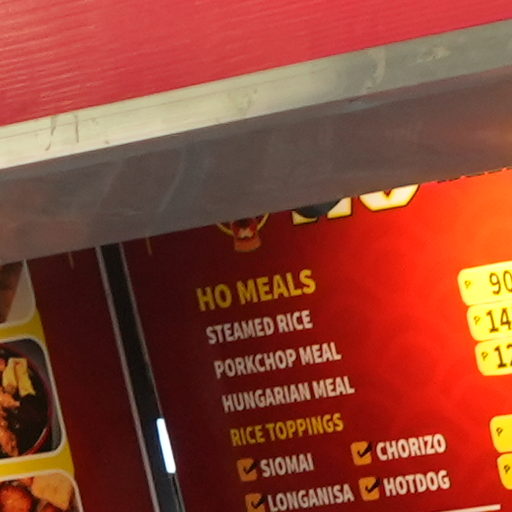 HO MEALS
STEAMED RICE
PORKCHOP MEAL
HUNGARIAN MEAL
RICE TOPPINGS
SIOMAI CHORIZO
LONGANISA HOTDOG